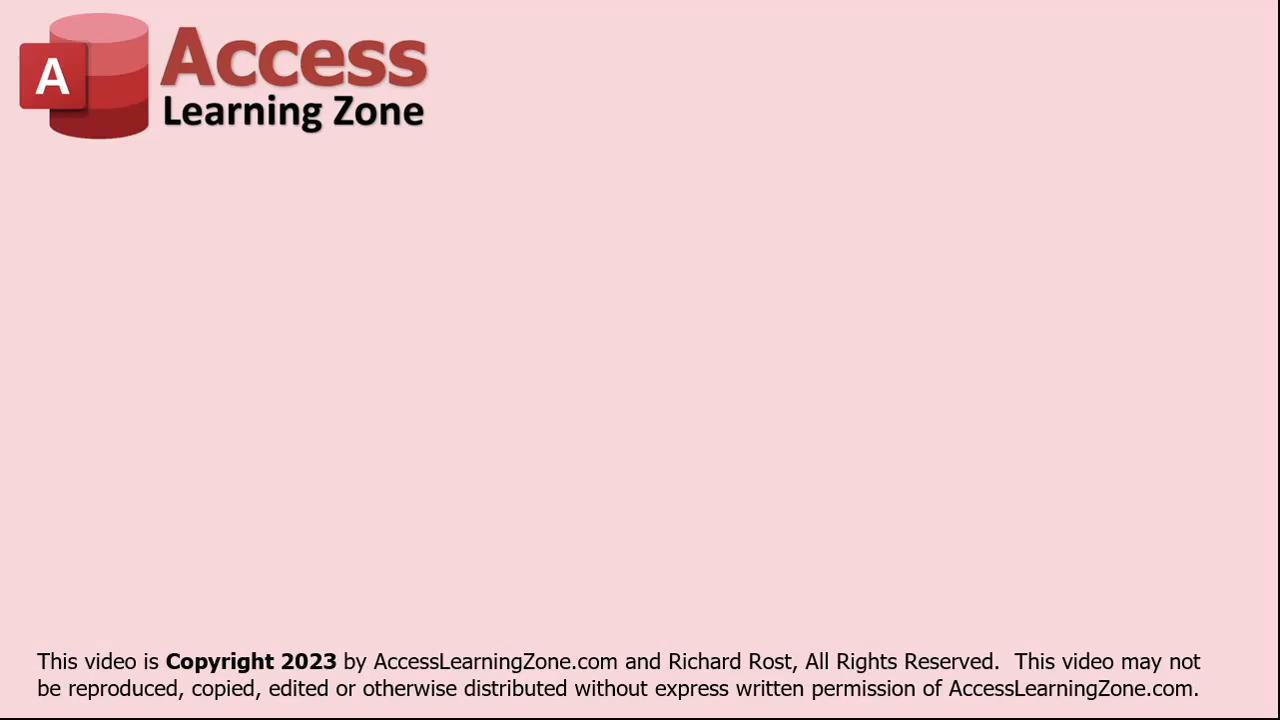 A
Access
Learning Zone
This video is Copyright 2023 by AccessLearningZone.com and Richard Rost, All Rights Reserved.  This video may not
be reproduced, copied, edited or otherwise distributed without express written permission of AccessLearningZone.com.